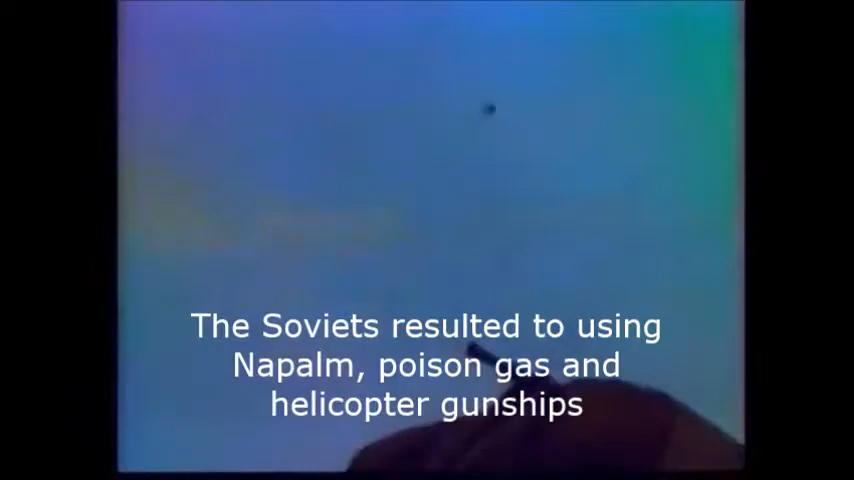 The Soviets resulted to using
Napalm, poison gas and
helicopter gunships